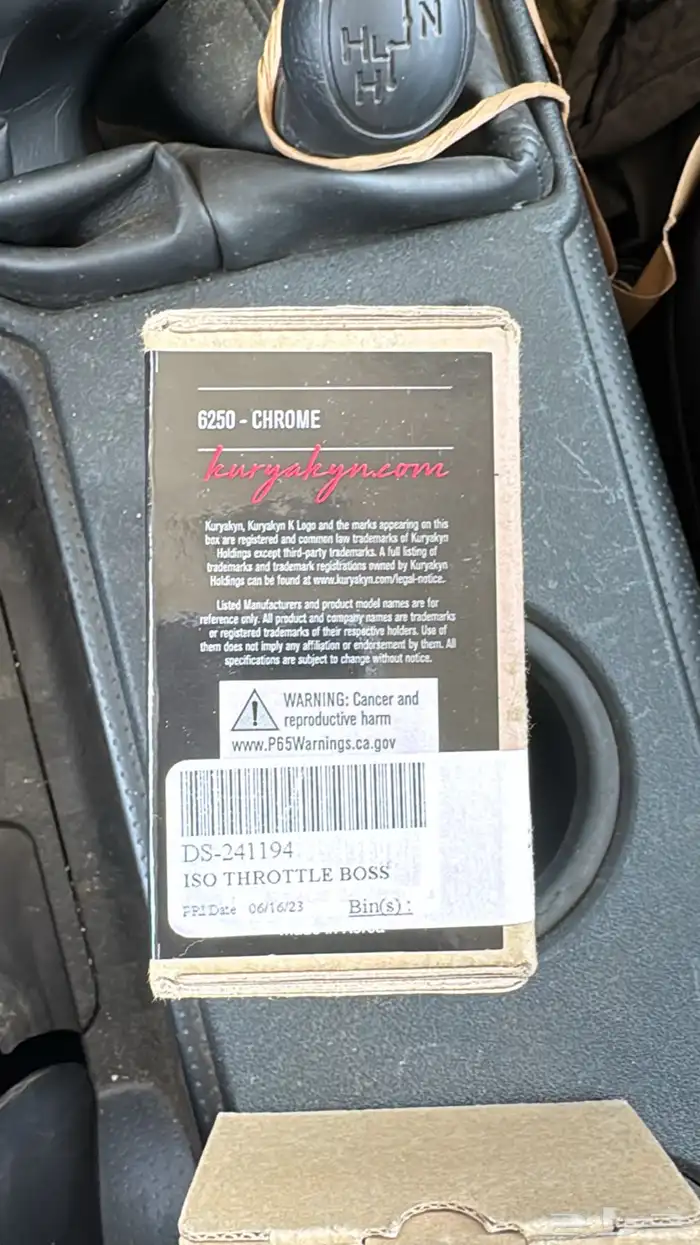 N
H L
H
6250 - CHROME
kuryakyn.com
Kuryakyn, Kuryakyn K Logo and the marks appearing on this
box are registered and common law trademarks of Kuryakyn
Holdings except third-party trademarks. A full listing of
trademarks and trademark registrations owned by Kuryakyn
Holdings can be found at www.kuryakyn.com/legal-notice.
Listed Manufacturers and product model names are for
reference only. All product and company names are trademarks
or registered trademarks of their respective holders. Use of
them does not imply any affiliation or endorsement by them. All
specifications are subject to change without notice.
WARNING: Cancer and
reproductive harm
www.P65Warnings.ca.gov
DS-241194
ISO THROTTLE BOSS
PRI Date 06/16/23 Bin(s) :
Made in Korea